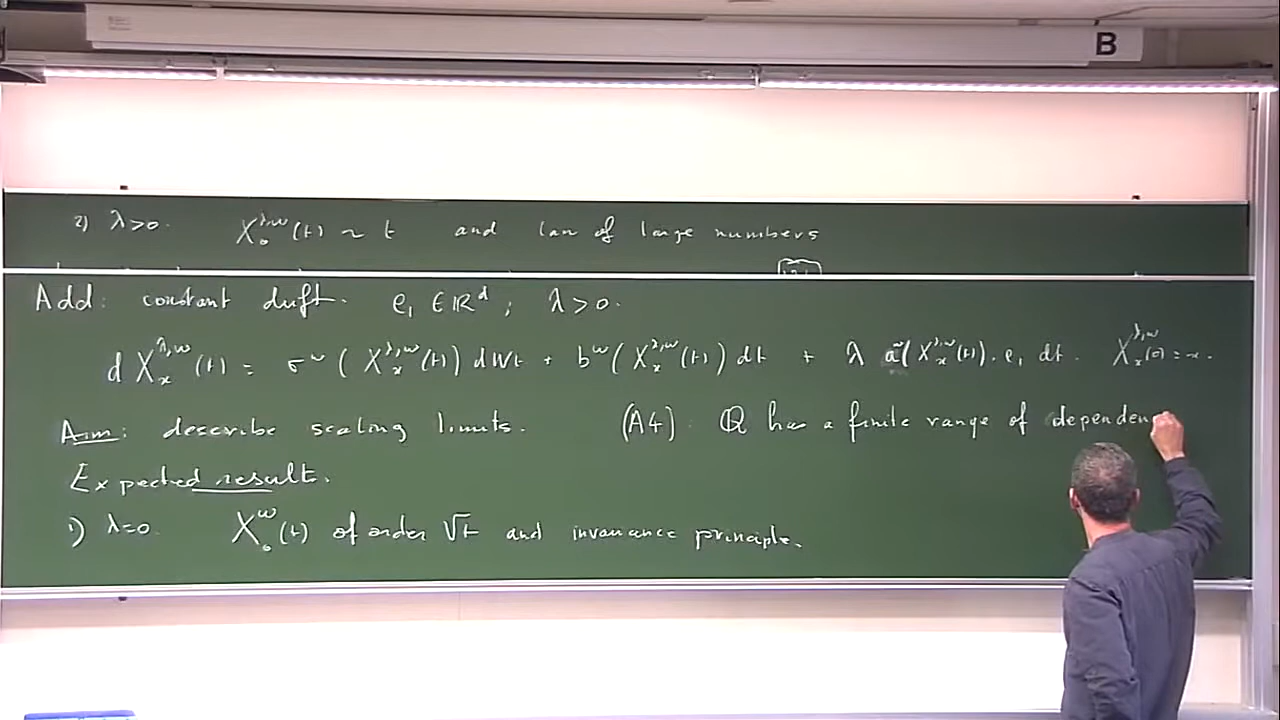 B
2) λ>0. X₀^{λ,ω}(t) ~ t and law of large numbers
Add: constant drift. e₁ ∈ ℝ^d ; λ > 0.
d X_x^{λ,ω}(t) = σ^ω ( X_x^{λ,ω}(t) ) dW_t + b^ω ( X_x^{λ,ω}(t) ) dt + λ a^ω( X_x^{λ,ω}(t) ) . e₁ dt . X_x^{λ,ω}(0) = x .
Aim : describe scaling limits. (A4) : Q has a finite range of dependen
Expected result.
1) λ=0. X₀^ω(t) of order √t and invariance principle.